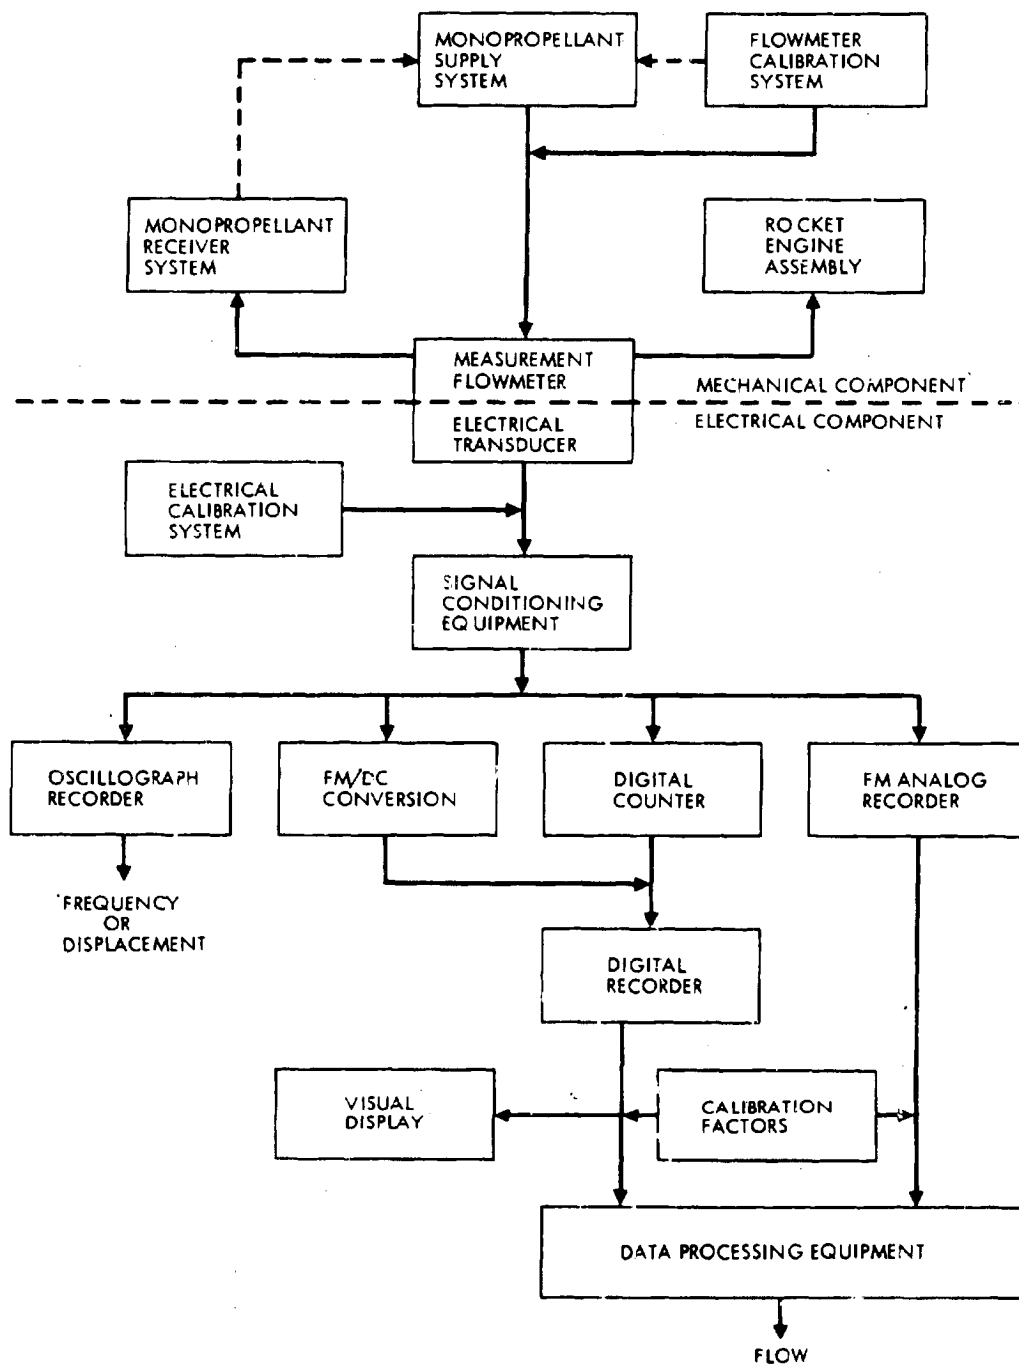 MONOPROPELLANT
SUPPLY
SYSTEM
FLOWMETER
CALIBRATION
SYSTEM
MONOPROPELLANT
RECEIVER
SYSTEM
ROCKET
ENGINE
ASSEMBLY
MEASUREMENT
FLOWMETER
MECHANICAL COMPONENT
ELECTRICAL COMPONENT
ELECTRICAL
TRANSDUCER
ELECTRICAL
CALIBRATION
SYSTEM
SIGNAL
CONDITIONING
EQUIPMENT
OSCILLOGRAPH
RECORDER
FM/DC
CONVERSION
DIGITAL
COUNTER
FM ANALOG
RECORDER
FREQUENCY
OR
DISPLACEMENT
DIGITAL
RECORDER
VISUAL
DISPLAY
CALIBRATION
FACTORS
DATA PROCESSING EQUIPMENT
FLOW